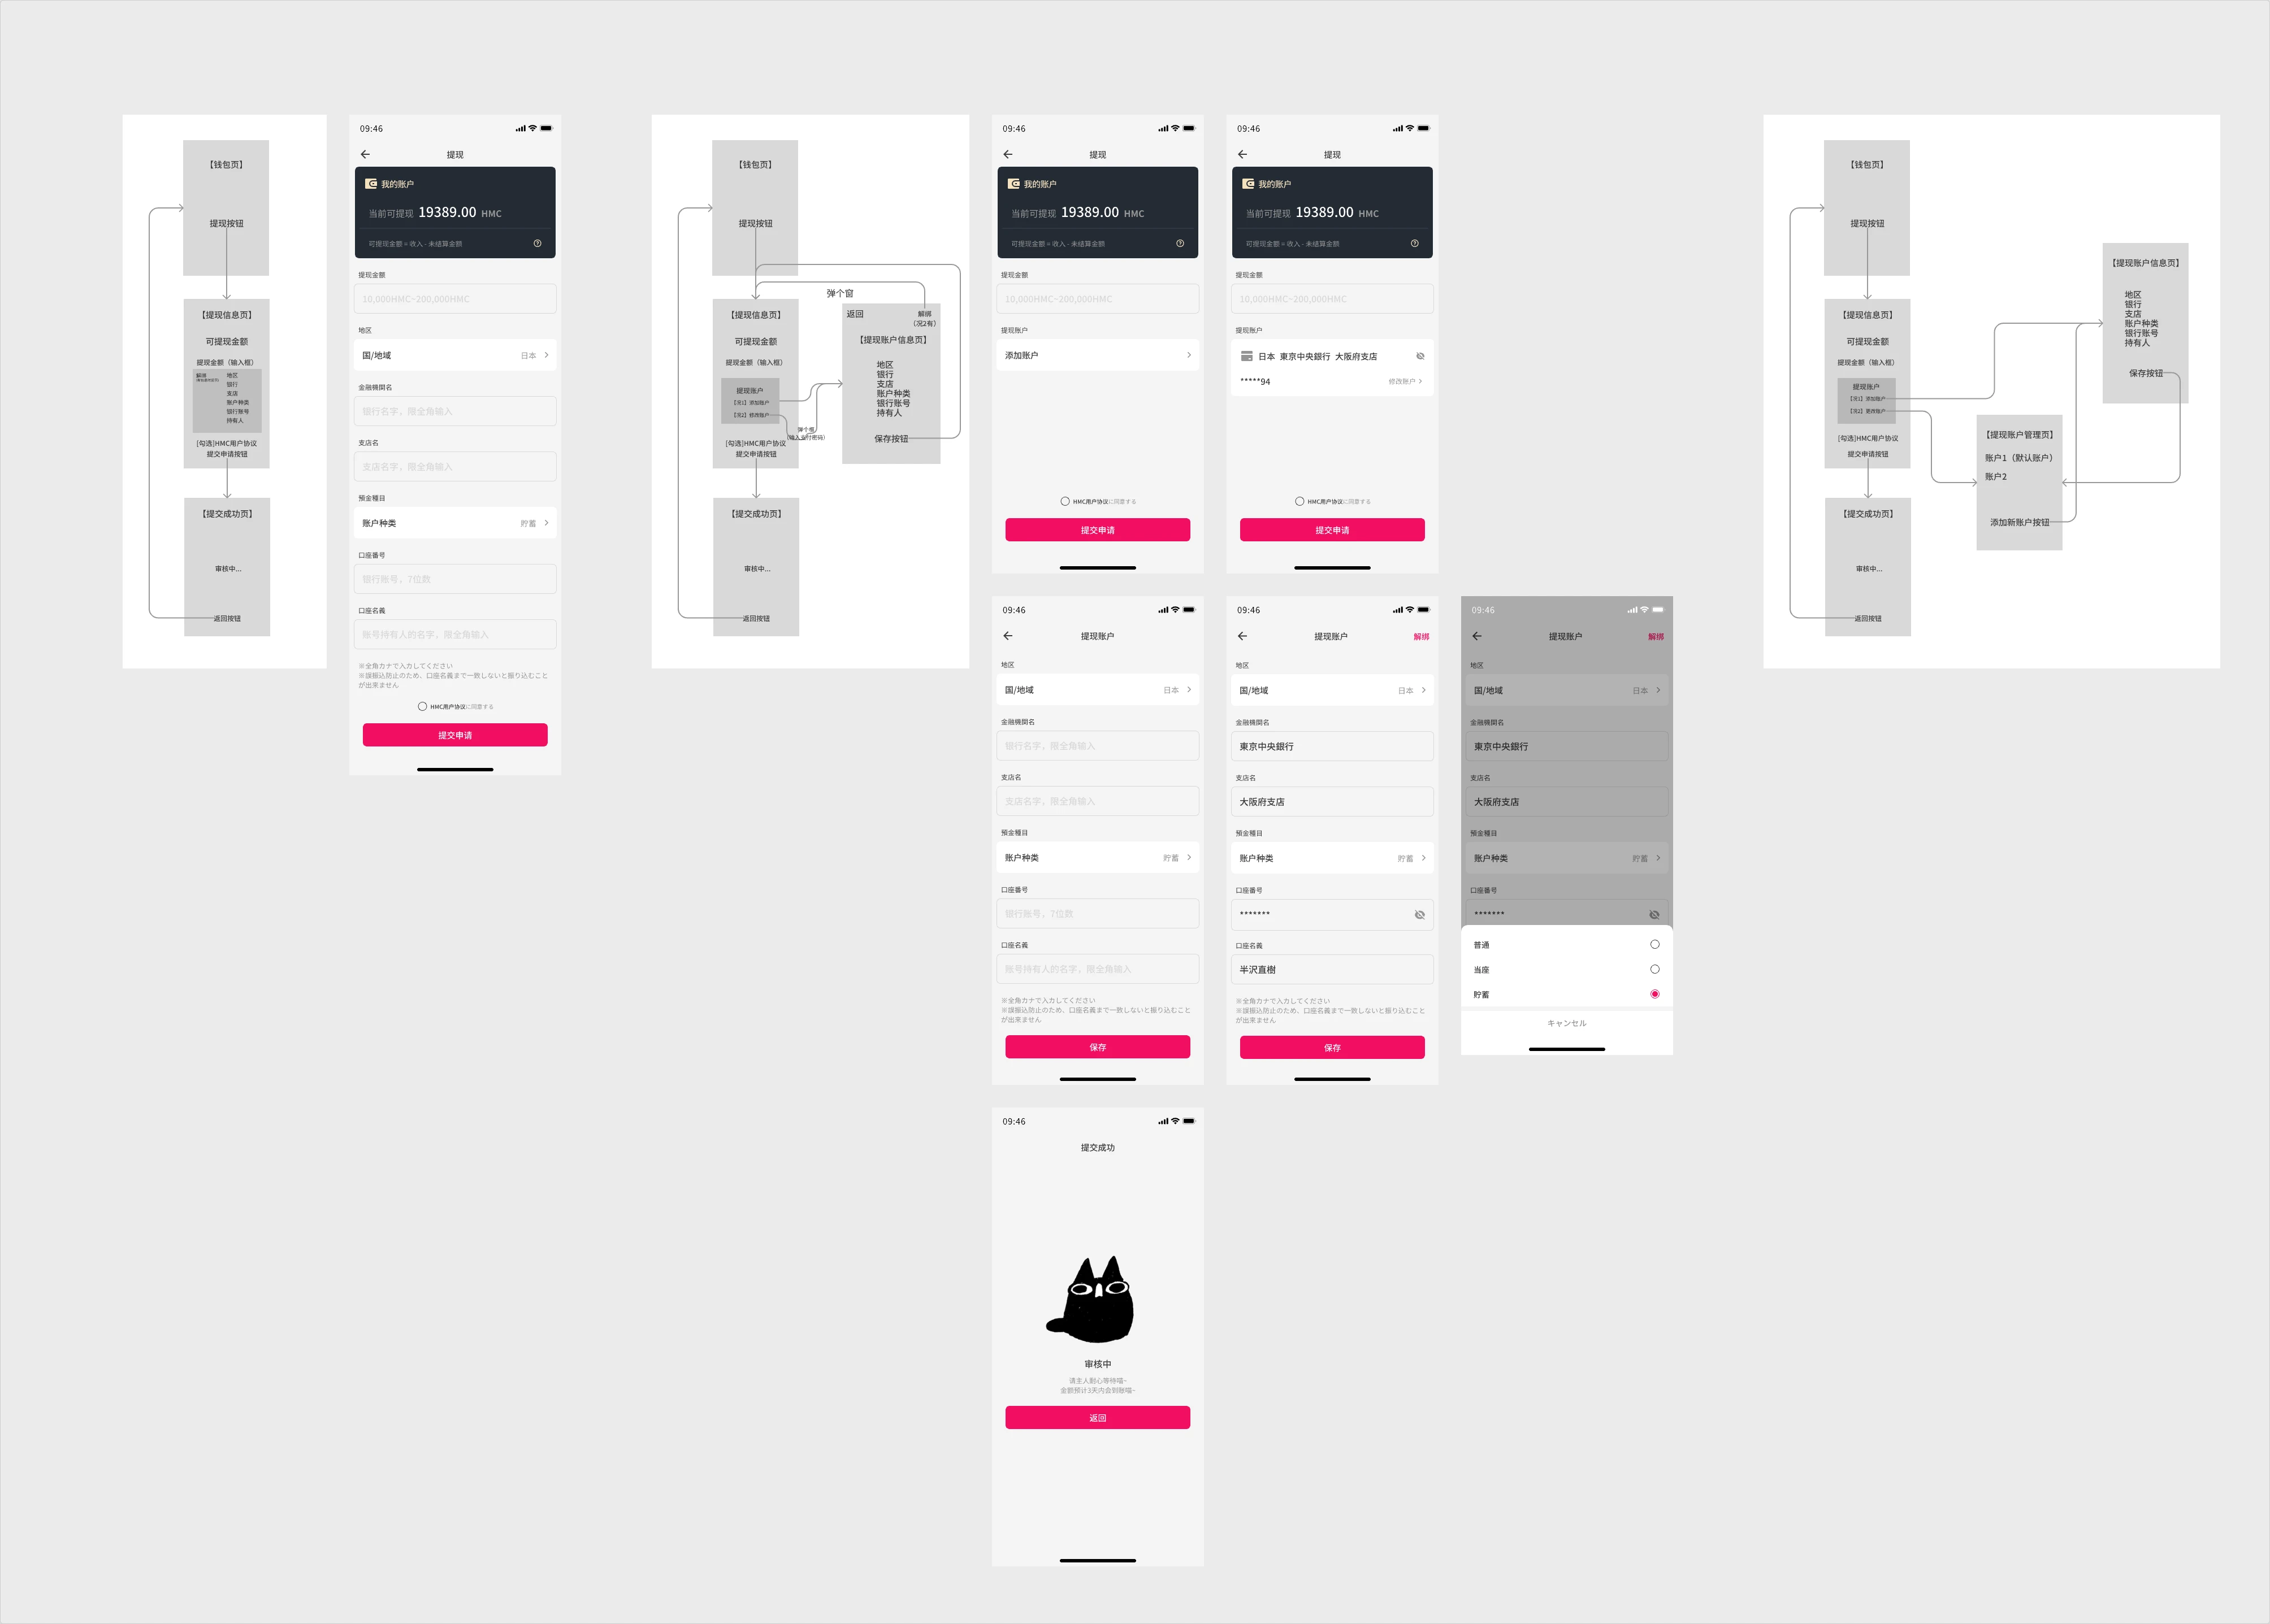 【钱包页】
提现按钮
【提现信息页】
可提现金额
提现金额（输入框）
解绑
地区
银行
支店
账户种类
银行账号
持有人
[勾选]HMC用户协议
提交申请按钮
【提交成功页】
审核中...
返回按钮
09:46
提现
我的账户
当前可提现 19389.00 HMC
可提现金额 = 收入 - 未结算金额
提现金额
10,000HMC~200,000HMC
地区
国/地域 日本
金融機関名
银行名字，限全角输入
支店名
支店名字，限全角输入
預金種目
账户种类 貯蓄
口座番号
银行账号，7位数
口座名義
账号持有人的名字，限全角输入
※全角カナで入力してください
※誤振込防止のため、口座名義まで一致しないと振り込むこと
が出来ません
HMC用户协议に同意する
提交申请
【钱包页】
提现按钮
【提现信息页】
可提现金额
提现金额（输入框）
提现账户
【况1】添加账户
【况2】修改账户
[勾选]HMC用户协议
提交申请按钮
弹个窗
（输入支付密码）
弹个窗
返回
解绑
（况2有）
【提现账户信息页】
地区
银行
支店
账户种类
银行账号
持有人
保存按钮
【提交成功页】
审核中...
返回按钮
09:46
提现
我的账户
当前可提现 19389.00 HMC
可提现金额 = 收入 - 未结算金额
提现金额
10,000HMC~200,000HMC
提现账户
添加账户
HMC用户协议に同意する
提交申请
09:46
提现
我的账户
当前可提现 19389.00 HMC
可提现金额 = 收入 - 未结算金额
提现金额
10,000HMC~200,000HMC
提现账户
日本 東京中央銀行 大阪府支店
*****94 修改账户
HMC用户协议に同意する
提交申请
09:46
提现账户
地区
国/地域 日本
金融機関名
银行名字，限全角输入
支店名
支店名字，限全角输入
預金種目
账户种类 貯蓄
口座番号
银行账号，7位数
口座名義
账号持有人的名字，限全角输入
※全角カナで入力してください
※誤振込防止のため、口座名義まで一致しないと振り込むこと
が出来ません
保存
09:46
提现账户 解绑
地区
国/地域 日本
金融機関名
東京中央銀行
支店名
大阪府支店
預金種目
账户种类 貯蓄
口座番号
*******
口座名義
半沢直樹
※全角カナで入力してください
※誤振込防止のため、口座名義まで一致しないと振り込むこと
が出来ません
保存
09:46
提现账户 解绑
地区
国/地域 日本
金融機関名
東京中央銀行
支店名
大阪府支店
預金種目
账户种类 貯蓄
口座番号
*******
普通
当座
貯蓄
キャンセル
09:46
提交成功
审核中
请主人耐心等待喵~
金额预计3天内会到账喵~
返回
【钱包页】
提现按钮
【提现信息页】
可提现金额
提现金额（输入框）
提现账户
【况1】添加账户
【况2】更改账户
[勾选]HMC用户协议
提交申请按钮
【提交成功页】
审核中...
返回按钮
【提现账户管理页】
账户1（默认账户）
账户2
添加新账户按钮
【提现账户信息页】
地区
银行
支店
账户种类
银行账号
持有人
保存按钮